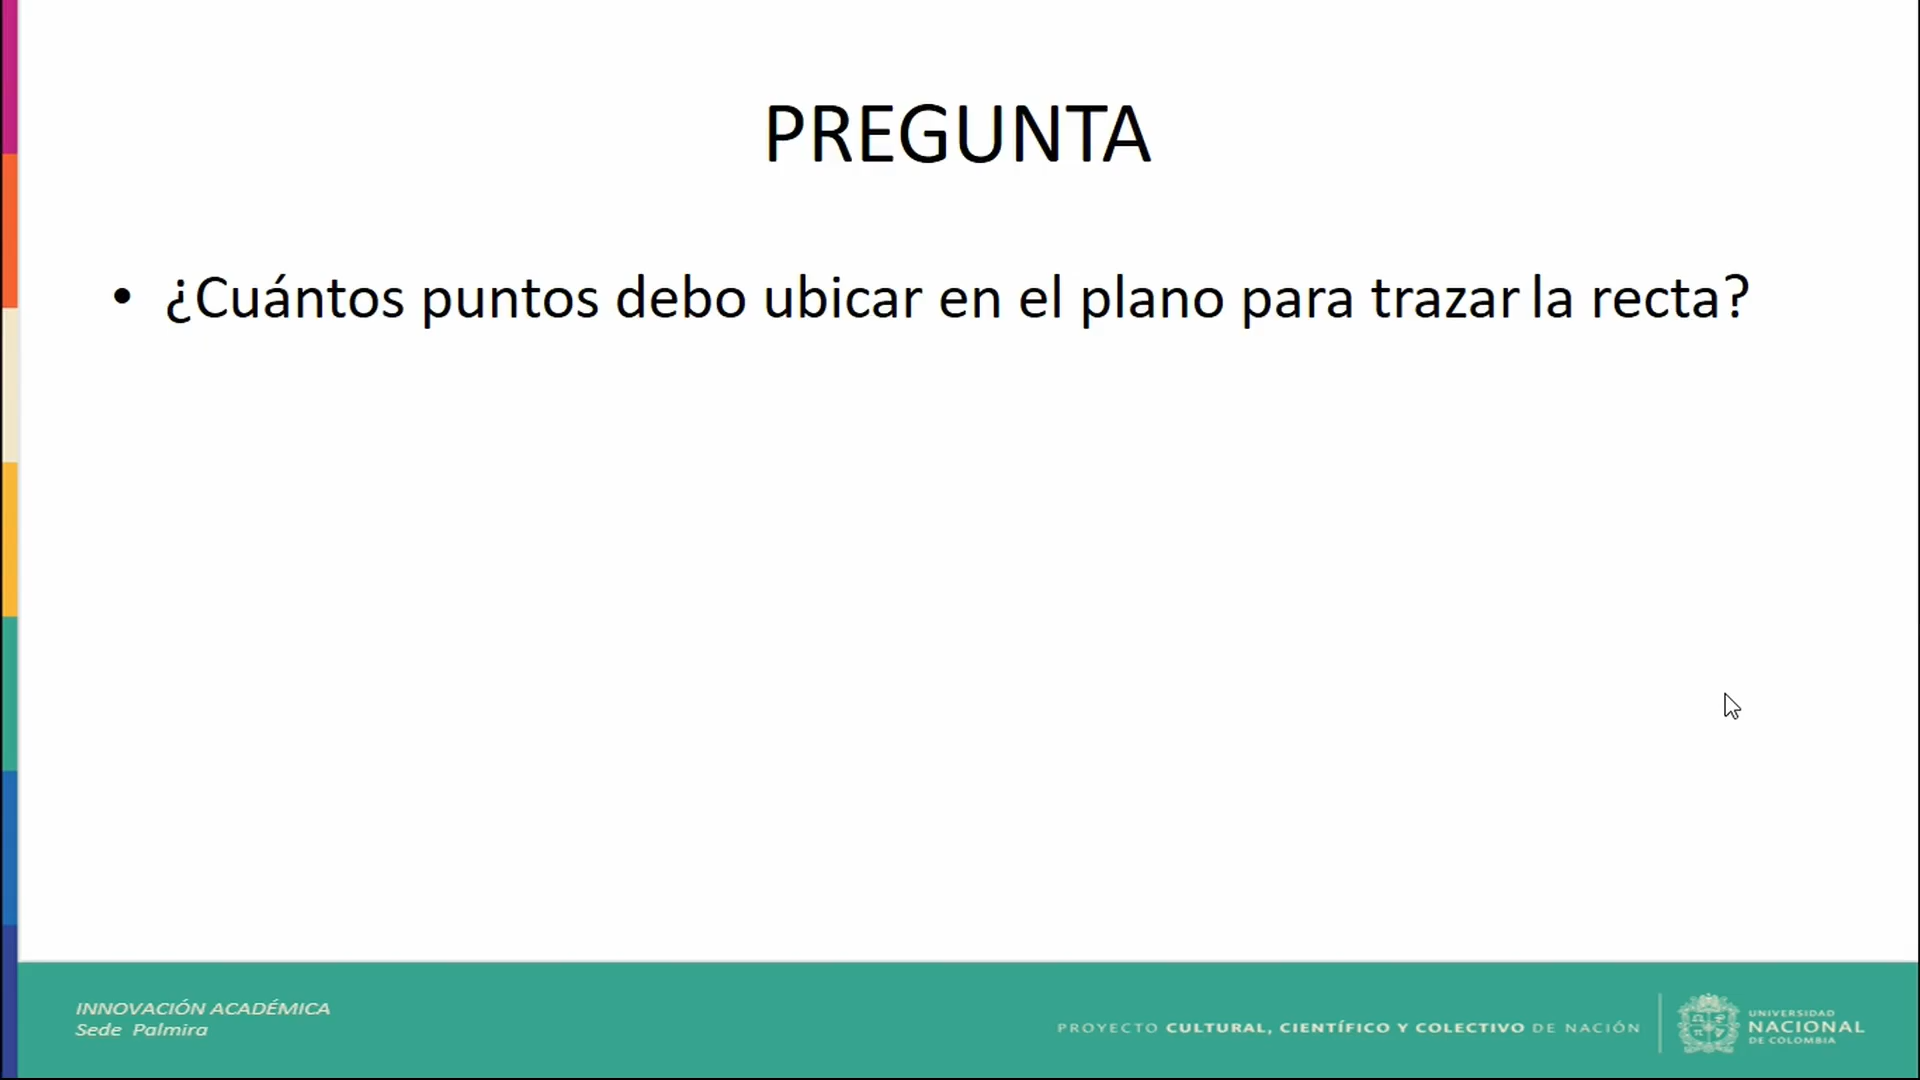 PREGUNTA
• ¿Cuántos puntos debo ubicar en el plano para trazar la recta?
INNOVACIÓN ACADÉMICA
Sede Palmira
PROYECTO CULTURAL, CIENTÍFICO Y COLECTIVO DE NACIÓN
UNIVERSIDAD
NACIONAL
DE COLOMBIA